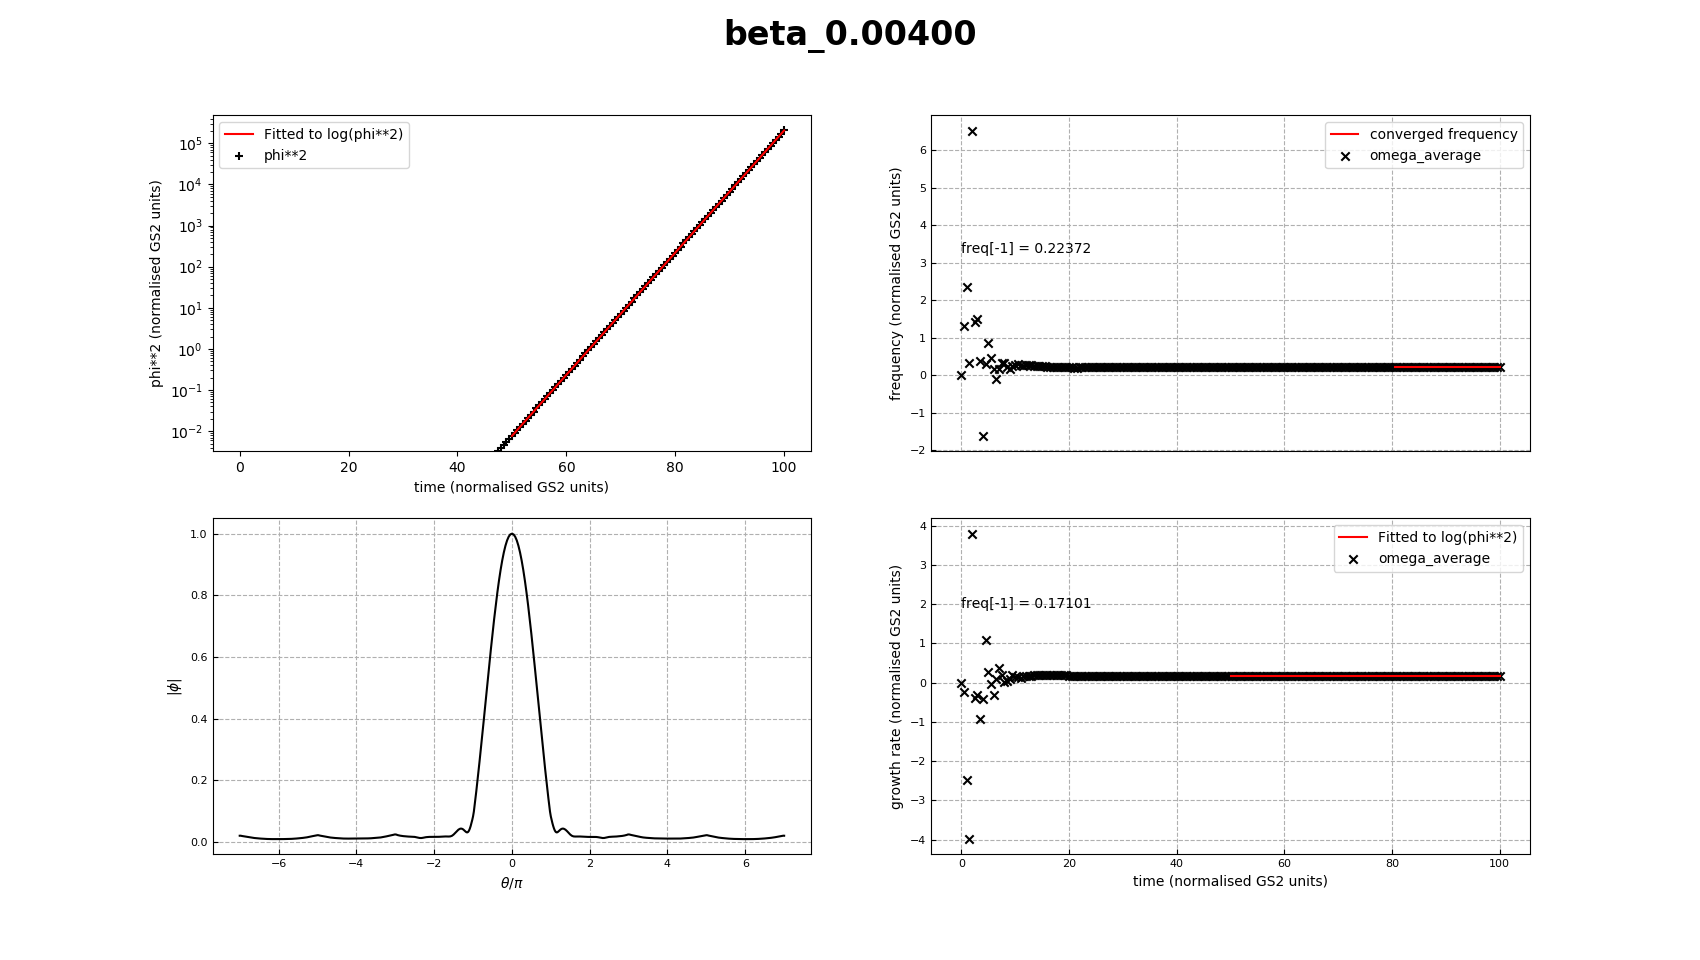 beta_0.00400
Fitted to log(phi**2)
phi**2
phi**2 (normalised GS2 units)
10^5
10^4
10^3
10^2
10^1
10^0
10^−1
10^−2
0 20 40 60 80 100
time (normalised GS2 units)
converged frequency
omega_average
freq[-1] = 0.22372
frequency (normalised GS2 units)
6
5
4
3
2
1
0
−1
−2
|ϕ|
1.0
0.8
0.6
0.4
0.2
0.0
−6 −4 −2 0 2 4 6
θ/π
Fitted to log(phi**2)
omega_average
freq[-1] = 0.17101
growth rate (normalised GS2 units)
4
3
2
1
0
−1
−2
−3
−4
0 20 40 60 80 100
time (normalised GS2 units)